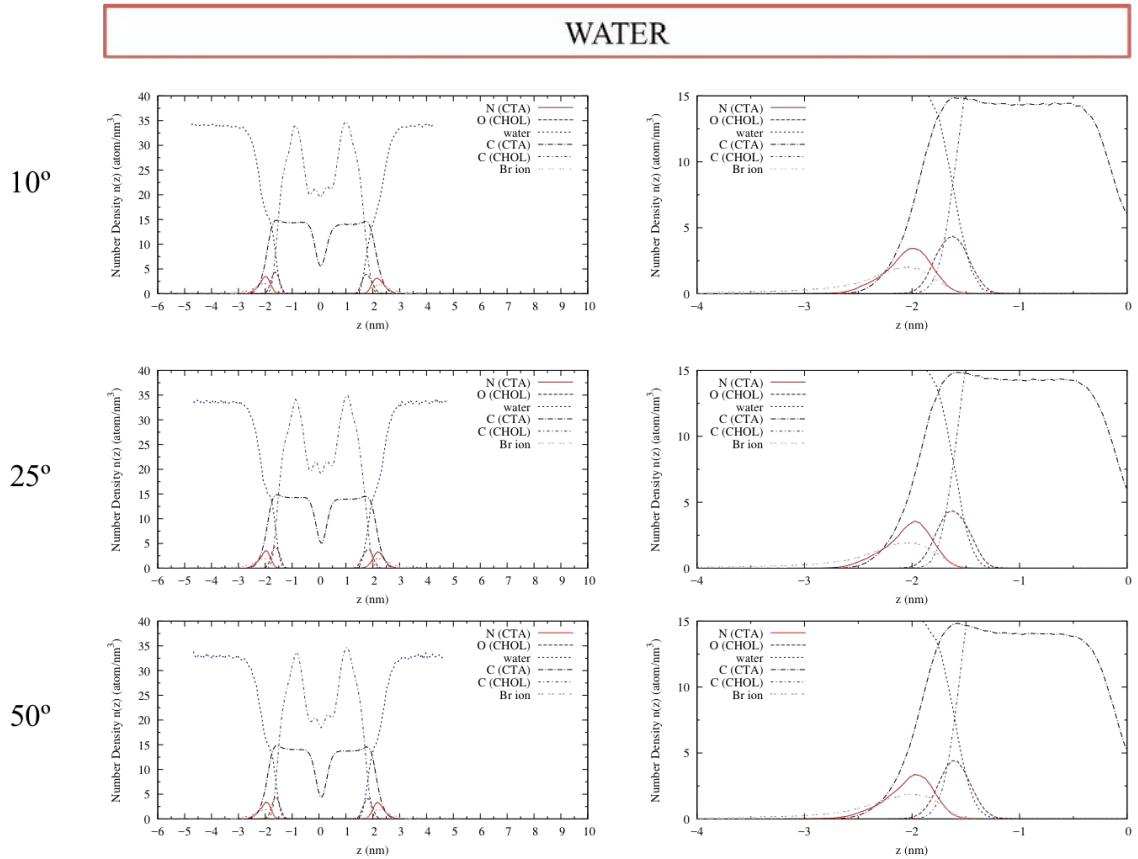 WATER
10º
Number Density n(z) (atom/nm3)
40
35
30
25
20
15
10
5
0
N (CTA)
O (CHOL)
water
C (CTA)
C (CHOL)
Br ion
−6 −5 −4 −3 −2 −1 0 1 2 3 4 5 6 7 8 9 10
z (nm)
Number Density n(z) (atom/nm3)
15
10
5
0
N (CTA)
O (CHOL)
water
C (CTA)
C (CHOL)
Br ion
−4 −3 −2 −1 0
z (nm)
25º
Number Density n(z) (atom/nm3)
40
35
30
25
20
15
10
5
0
N (CTA)
O (CHOL)
water
C (CTA)
C (CHOL)
Br ion
−6 −5 −4 −3 −2 −1 0 1 2 3 4 5 6 7 8 9 10
z (nm)
Number Density n(z) (atom/nm3)
15
10
5
0
N (CTA)
O (CHOL)
water
C (CTA)
C (CHOL)
Br ion
−4 −3 −2 −1 0
z (nm)
50º
Number Density n(z) (atom/nm3)
40
35
30
25
20
15
10
5
0
N (CTA)
O (CHOL)
water
C (CTA)
C (CHOL)
Br ion
−6 −5 −4 −3 −2 −1 0 1 2 3 4 5 6 7 8 9 10
z (nm)
Number Density n(z) (atom/nm3)
15
10
5
0
N (CTA)
O (CHOL)
water
C (CTA)
C (CHOL)
Br ion
−4 −3 −2 −1 0
z (nm)